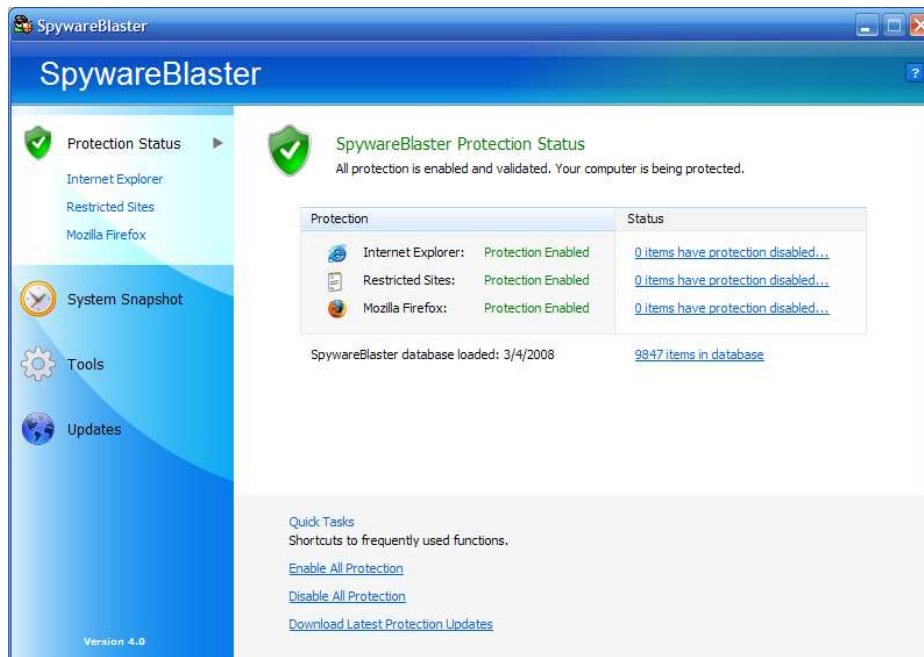 SpywareBlaster
SpywareBlaster
?
Protection Status
Internet Explorer
Restricted Sites
Mozilla Firefox
System Snapshot
Tools
Updates
Version 4.0
SpywareBlaster Protection Status
All protection is enabled and validated. Your computer is being protected.
Protection Status
Internet Explorer: Protection Enabled 0 items have protection disabled...
Restricted Sites: Protection Enabled 0 items have protection disabled...
Mozilla Firefox: Protection Enabled 0 items have protection disabled...
SpywareBlaster database loaded: 3/4/2008 9847 items in database
Quick Tasks
Shortcuts to frequently used functions.
Enable All Protection
Disable All Protection
Download Latest Protection Updates